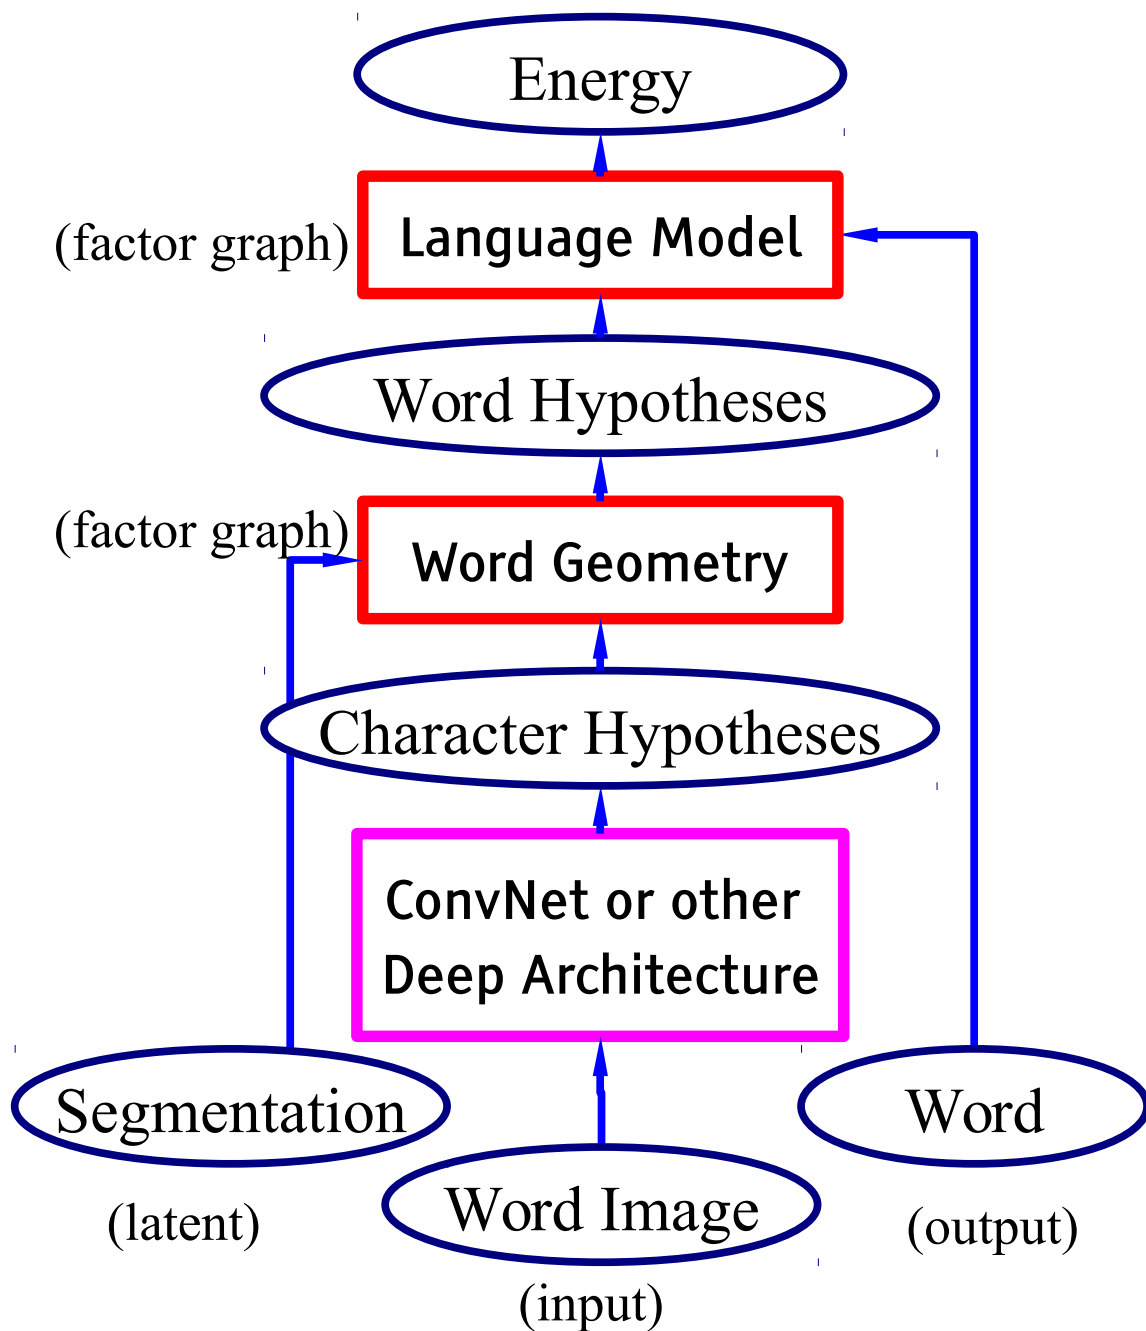 Energy
(factor graph)
Language Model
Word Hypotheses
(factor graph)
Word Geometry
Character Hypotheses
ConvNet or other
Deep Architecture
Segmentation
Word
Word Image
(latent)
(output)
(input)